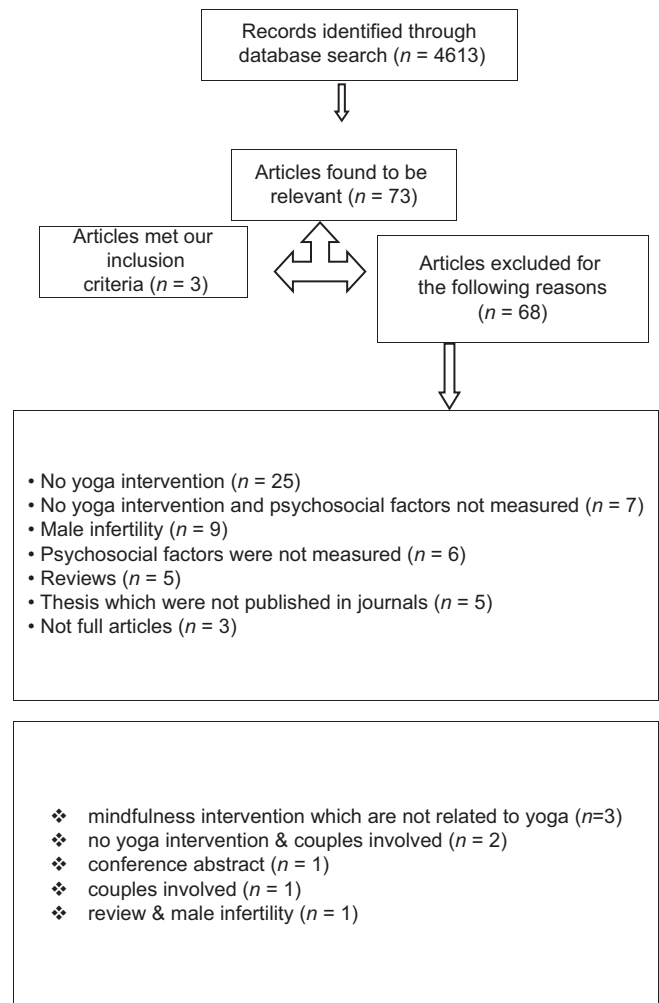 Records identified through
database search (n = 4613)
Articles found to be
relevant (n = 73)
Articles met our
inclusion
criteria (n = 3)
Articles excluded for
the following reasons
(n = 68)
• No yoga intervention (n = 25)
• No yoga intervention and psychosocial factors not measured (n = 7)
• Male infertility (n = 9)
• Psychosocial factors were not measured (n = 6)
• Reviews (n = 5)
• Thesis which were not published in journals (n = 5)
• Not full articles (n = 3)
❖ mindfulness intervention which are not related to yoga (n=3)
❖ no yoga intervention & couples involved (n = 2)
❖ conference abstract (n = 1)
❖ couples involved (n = 1)
❖ review & male infertility (n = 1)